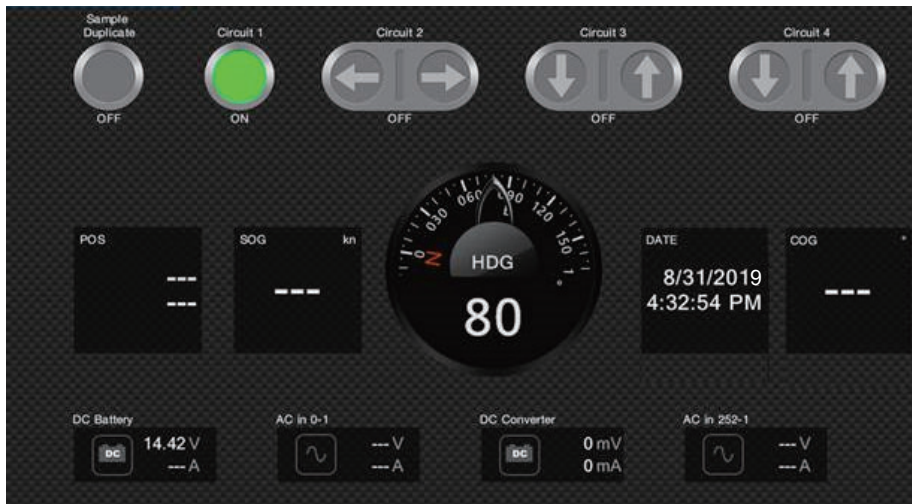 Sample
Duplicate
OFF
Circuit 1
ON
Circuit 2
OFF
Circuit 3
OFF
Circuit 4
OFF
POS
---
---
SOG kn
---
0 030 060 090 120 150 1
N
HDG
°
80
DATE
8/31/2019
4:32:54 PM
COG °
---
DC Battery
DC
14.42 V
--- A
AC in 0-1
--- V
--- A
DC Converter
DC
0 mV
0 mA
AC in 252-1
--- V
--- A